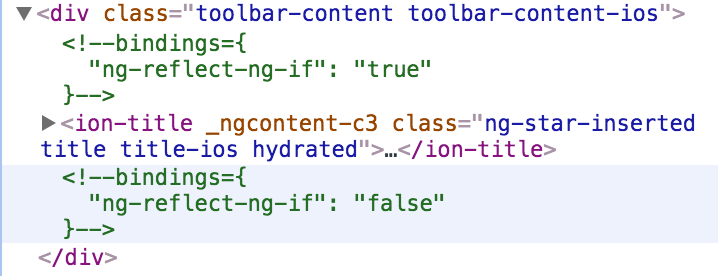 ▼<div class="toolbar-content toolbar-content-ios">
<!--bindings={
"ng-reflect-ng-if": "true"
}-->
▶<ion-title _ngcontent-c3 class="ng-star-inserted
title title-ios hydrated">…</ion-title>
<!--bindings={
"ng-reflect-ng-if": "false"
}-->
</div>